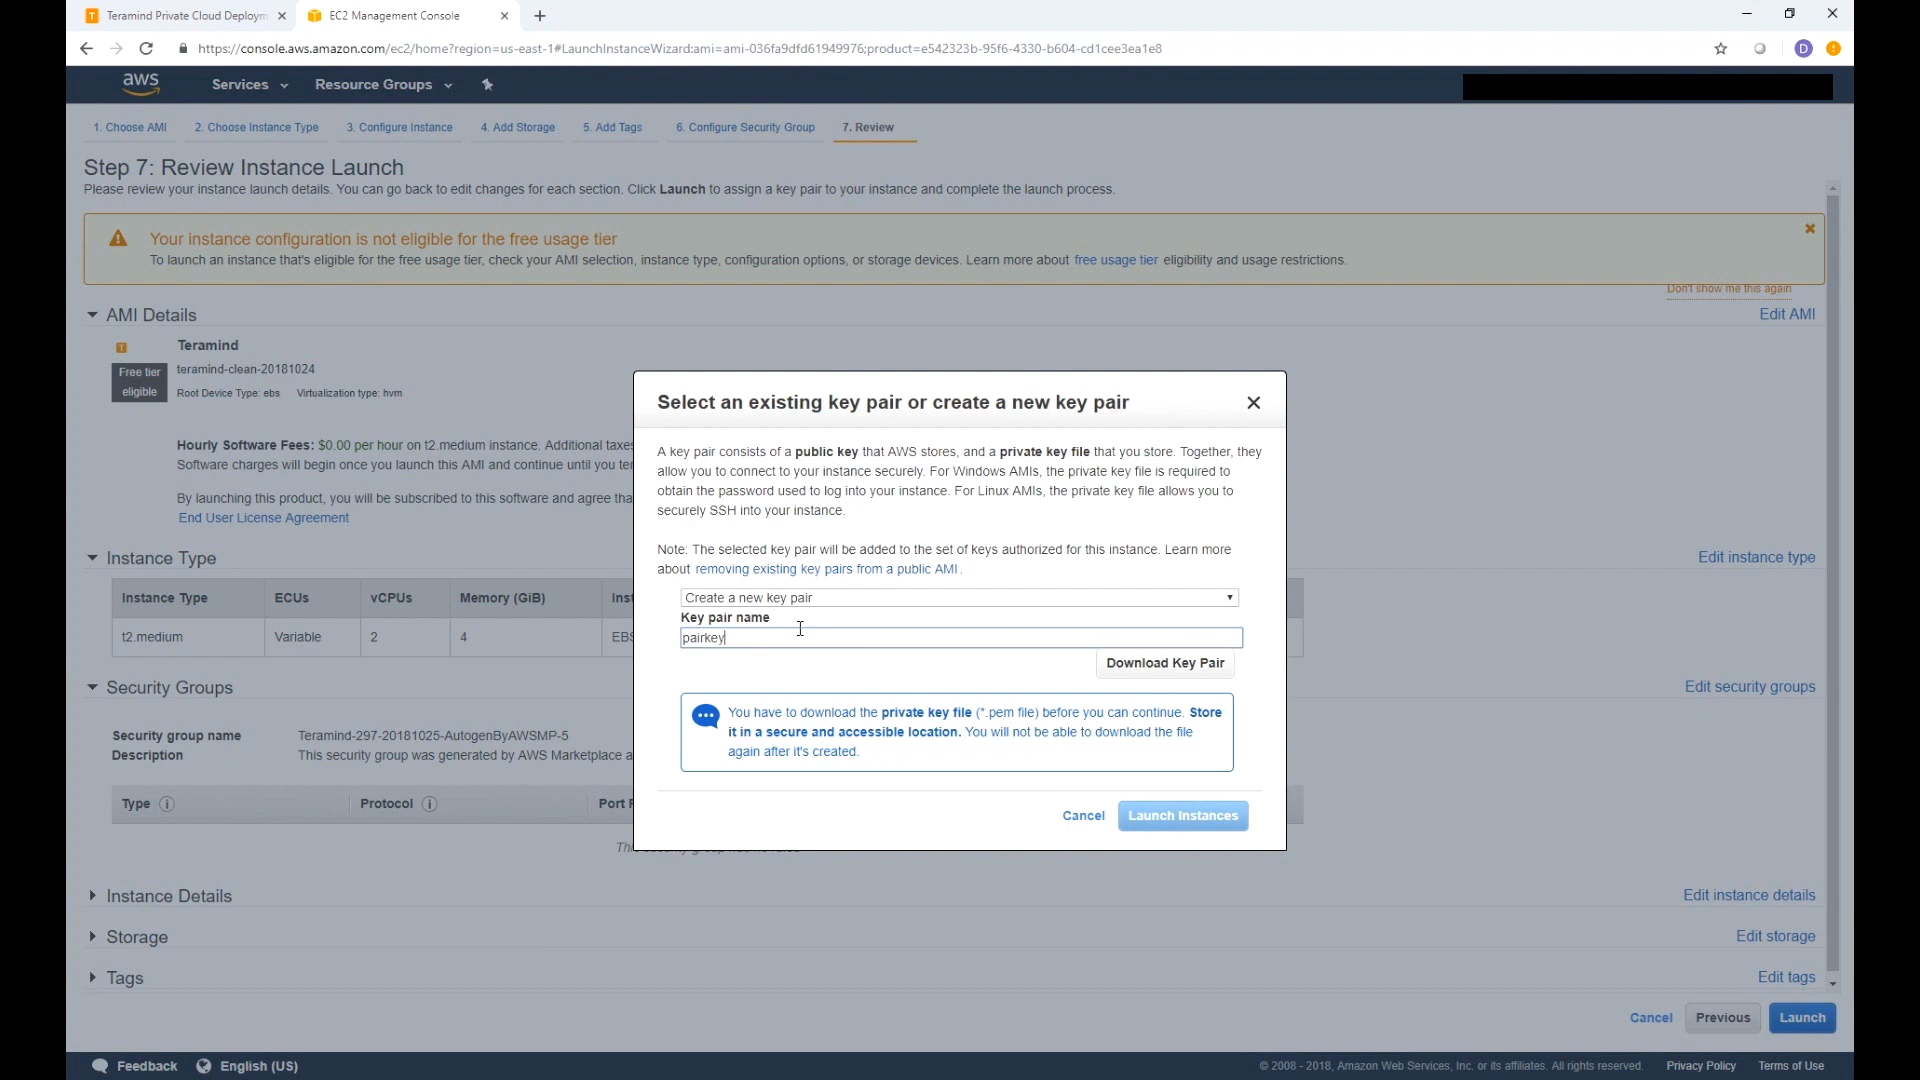 Teramind Private Cloud Deploym
EC2 Management Console
https://console.aws.amazon.com/ec2/home?region=us-east-1#LaunchInstanceWizard:ami=ami-036fa9dfd61949976;product=e542323b-95f6-4330-b604-cd1cee3ea1e8
D
aws
Services
Resource Groups
1. Choose AMI
2. Choose Instance Type
3. Configure Instance
4. Add Storage
5. Add Tags
6. Configure Security Group
7. Review
Step 7: Review Instance Launch
Please review your instance launch details. You can go back to edit changes for each section. Click Launch to assign a key pair to your instance and complete the launch process.
Your instance configuration is not eligible for the free usage tier
To launch an instance that's eligible for the free usage tier, check your AMI selection, instance type, configuration options, or storage devices. Learn more about free usage tier eligibility and usage restrictions.
Don't show me this again
AMI Details
Edit AMI
T
Teramind
Free tier
eligible
teramind-clean-20181024
Root Device Type: ebs Virtualization type: hvm
Hourly Software Fees: $0.00 per hour on t2.medium instance. Additional taxes
Software charges will begin once you launch this AMI and continue until you ter
By launching this product, you will be subscribed to this software and agree tha
End User License Agreement
Instance Type
Edit instance type
Instance Type
ECUs
vCPUs
Memory (GiB)
Inst
t2.medium
Variable
2
4
EBS
Security Groups
Edit security groups
Security group name
Teramind-297-20181025-AutogenByAWSMP-5
Description
This security group was generated by AWS Marketplace a
Type
Protocol
Port
Instance Details
Edit instance details
Storage
Edit storage
Tags
Edit tags
Cancel
Previous
Launch
Select an existing key pair or create a new key pair
A key pair consists of a public key that AWS stores, and a private key file that you store. Together, they
allow you to connect to your instance securely. For Windows AMIs, the private key file is required to
obtain the password used to log into your instance. For Linux AMIs, the private key file allows you to
securely SSH into your instance.
Note: The selected key pair will be added to the set of keys authorized for this instance. Learn more
about removing existing key pairs from a public AMI.
Create a new key pair
Key pair name
pairkey
Download Key Pair
You have to download the private key file (*.pem file) before you can continue. Store
it in a secure and accessible location. You will not be able to download the file
again after it's created.
Cancel
Launch Instances
Feedback
English (US)
© 2008 - 2018, Amazon Web Services, Inc. or its affiliates. All rights reserved.
Privacy Policy
Terms of Use